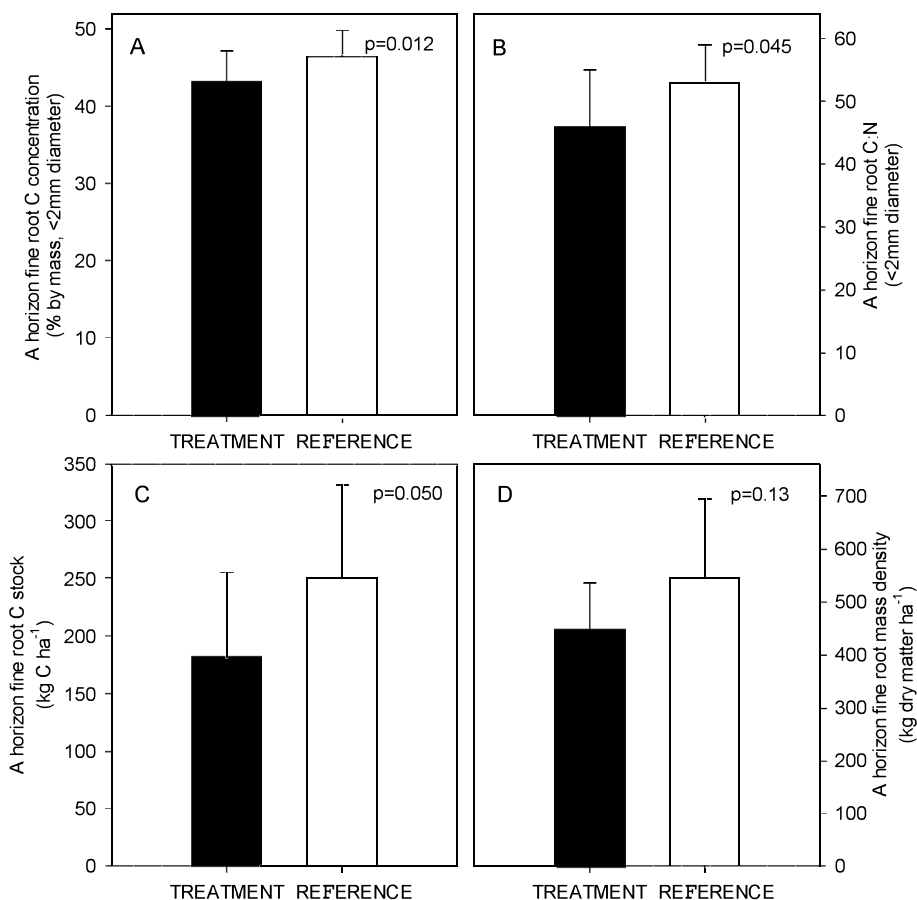 A
p=0.012
50
40
30
20
10
0
A horizon fine root C concentration
(% by mass, <2mm diameter)
TREATMENT REFERENCE
B
p=0.045
60
50
40
30
20
10
0
A horizon fine root C:N
(<2mm diameter)
TREATMENT REFERENCE
C
p=0.050
350
300
250
200
150
100
50
0
A horizon fine root C stock
(kg C ha⁻¹)
TREATMENT REFERENCE
D
p=0.13
700
600
500
400
300
200
100
0
A horizon fine root mass density
(kg dry matter ha⁻¹)
TREATMENT REFERENCE